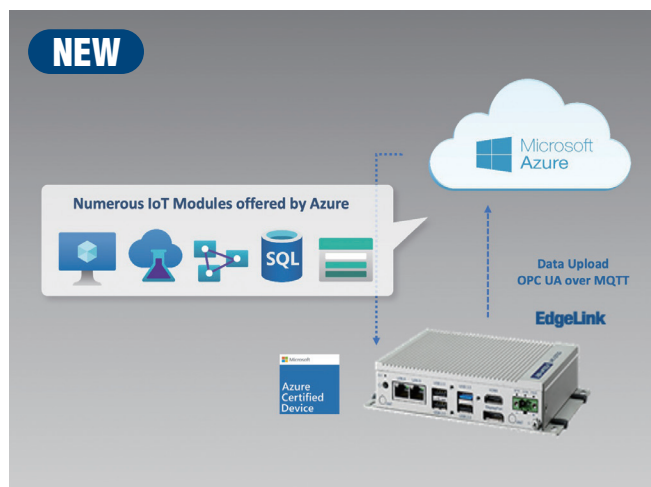 NEW
Microsoft
Azure
Numerous IoT Modules offered by Azure
SQL
Data Upload
OPC UA over MQTT
EdgeLink
Microsoft
Azure
Certified
Device